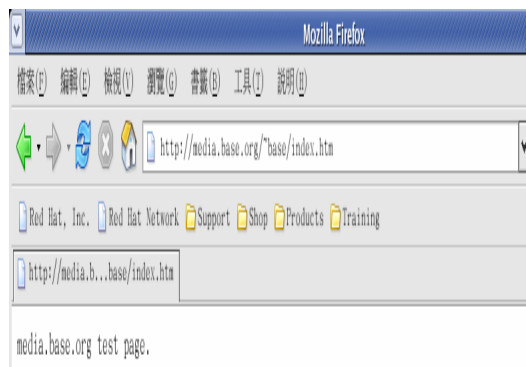 Mozilla Firefox
檔案(F) 編輯(E) 檢視(V) 瀏覽(G) 書籤(B) 工具(T) 說明(H)
http://media.base.org/~base/index.htm
Red Hat, Inc. Red Hat Network Support Shop Products Training
http://media.b...base/index.htm
media.base.org test page.